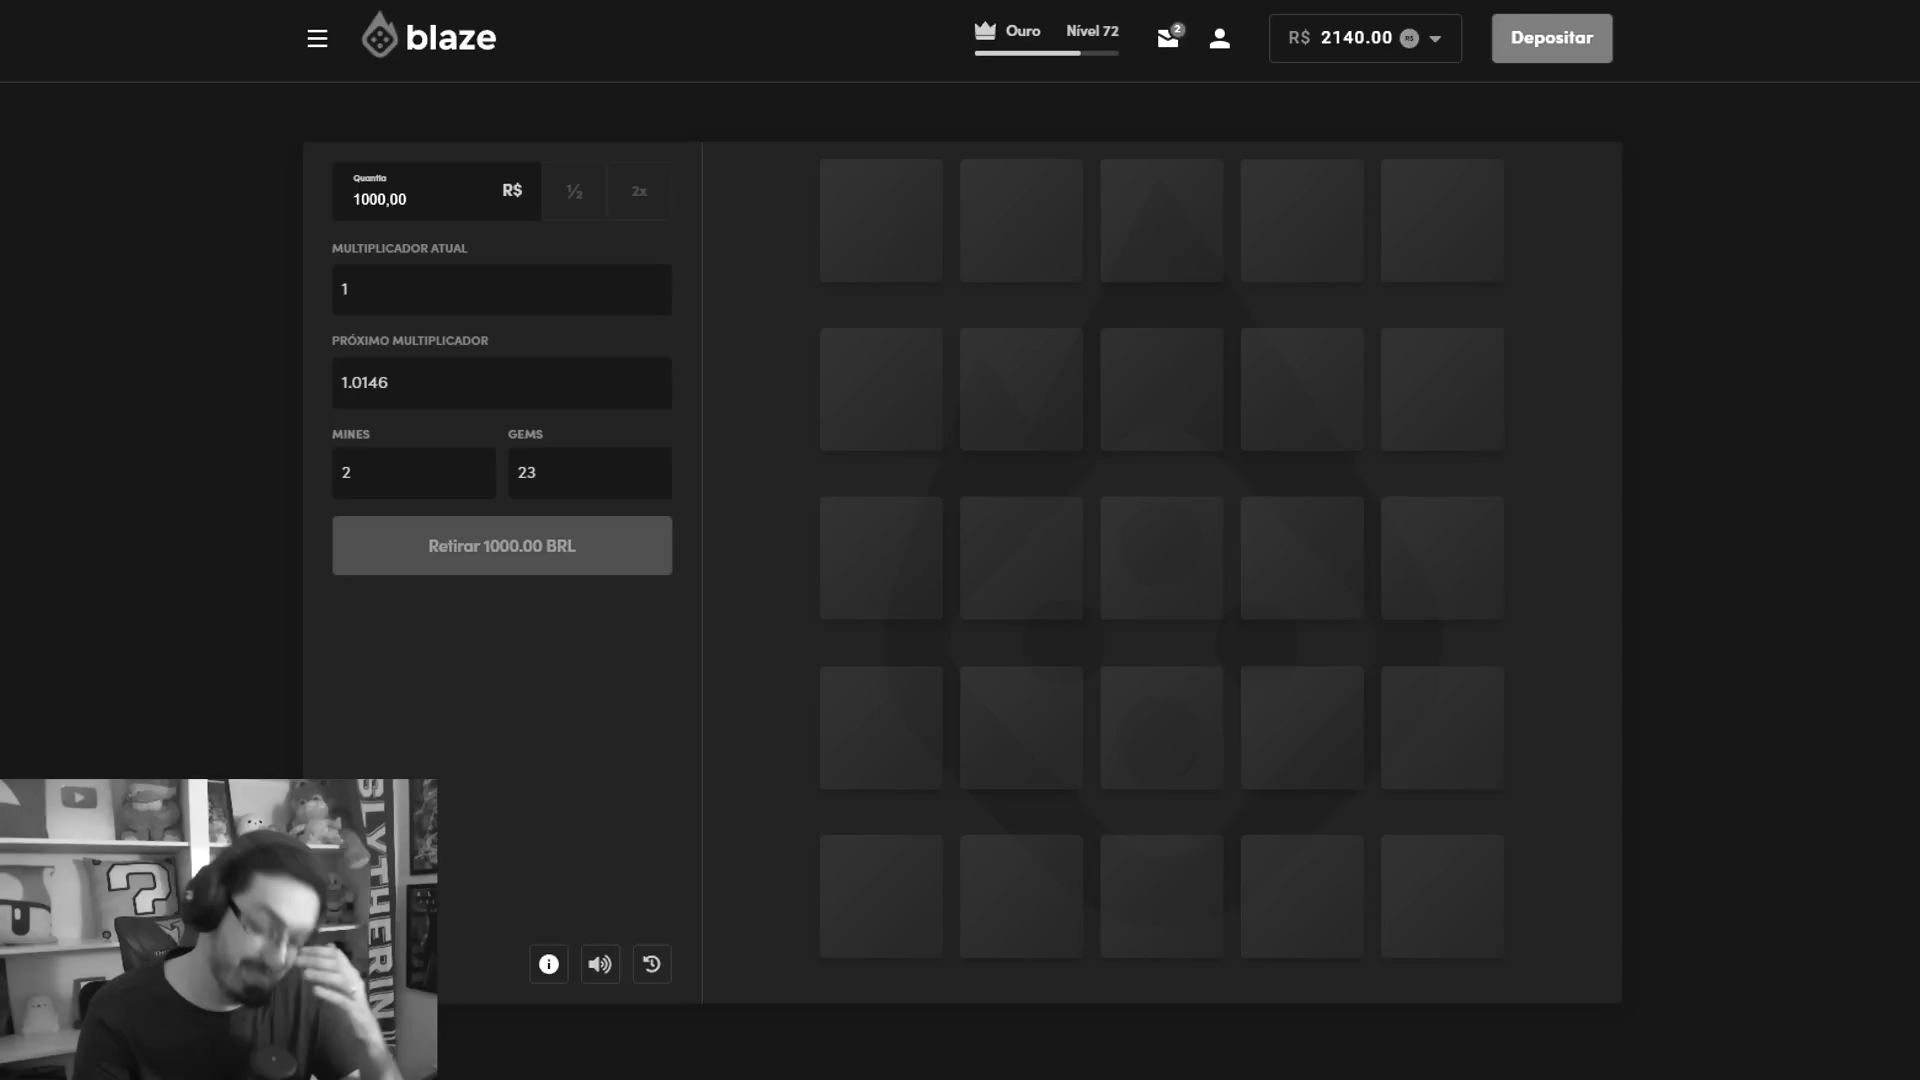 blaze
Ouro Nível 72
2
R$ 2140.00 R$
Depositar
Quantia
1000,00
R$
½
2x
MULTIPLICADOR ATUAL
1
PRÓXIMO MULTIPLICADOR
1.0146
MINES GEMS
2 23
Retirar 1000.00 BRL
SLYTHERIN
?